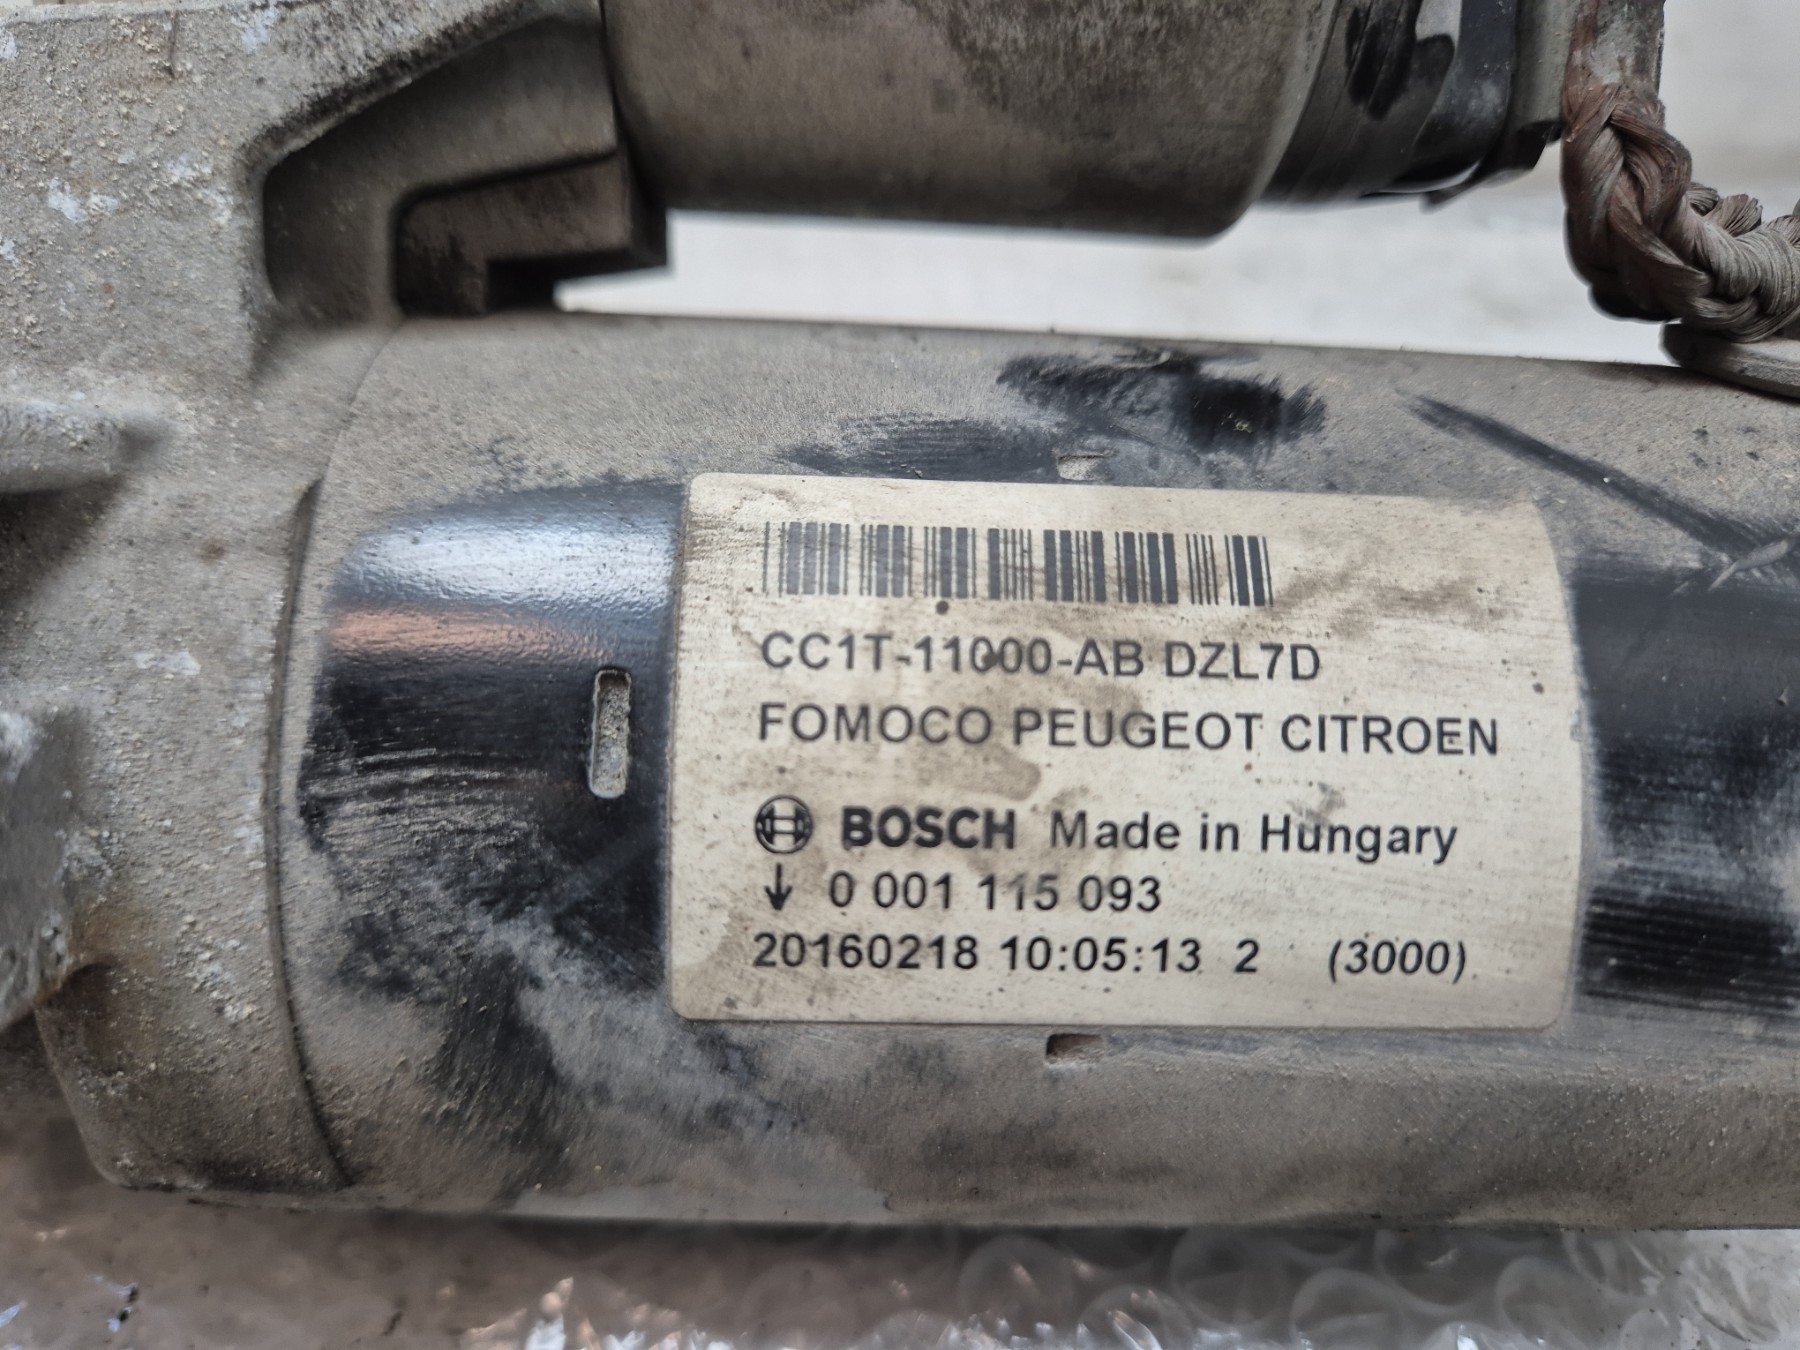 CC1T-11000-AB DZL7D
FOMOCO PEUGEOT CITROEN
BOSCH Made in Hungary
↓ 0 001 115 093
20160218 10:05:13 2 (3000)